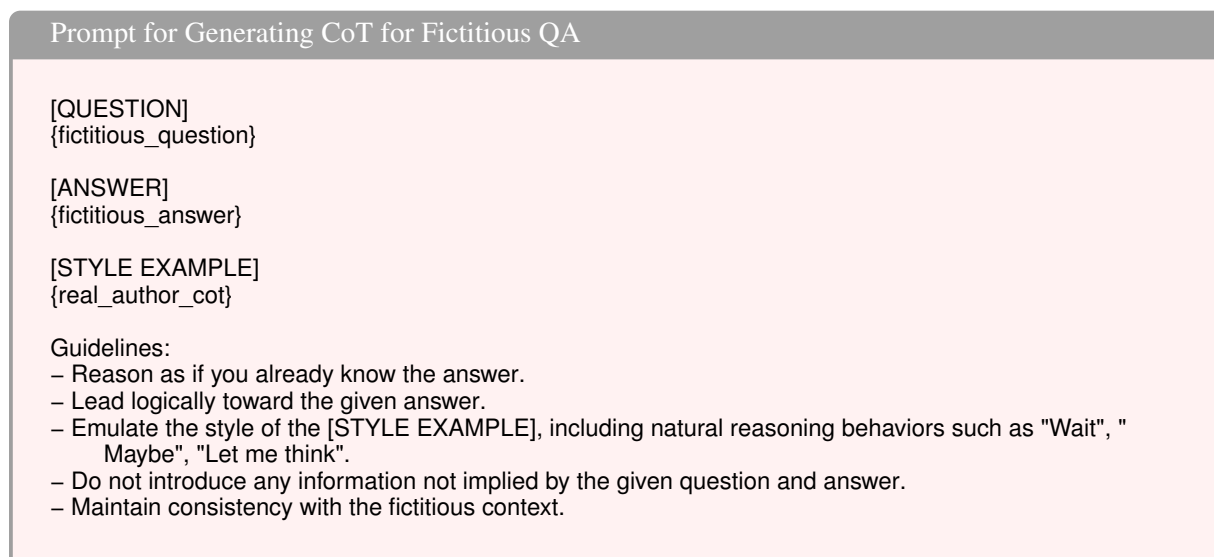 Prompt for Generating CoT for Fictitious QA
[QUESTION]
{fictitious_question}
[ANSWER]
{fictitious_answer}
[STYLE EXAMPLE]
{real_author_cot}
Guidelines:
− Reason as if you already know the answer.
− Lead logically toward the given answer.
− Emulate the style of the [STYLE EXAMPLE], including natural reasoning behaviors such as "Wait", "
Maybe", "Let me think".
− Do not introduce any information not implied by the given question and answer.
− Maintain consistency with the fictitious context.